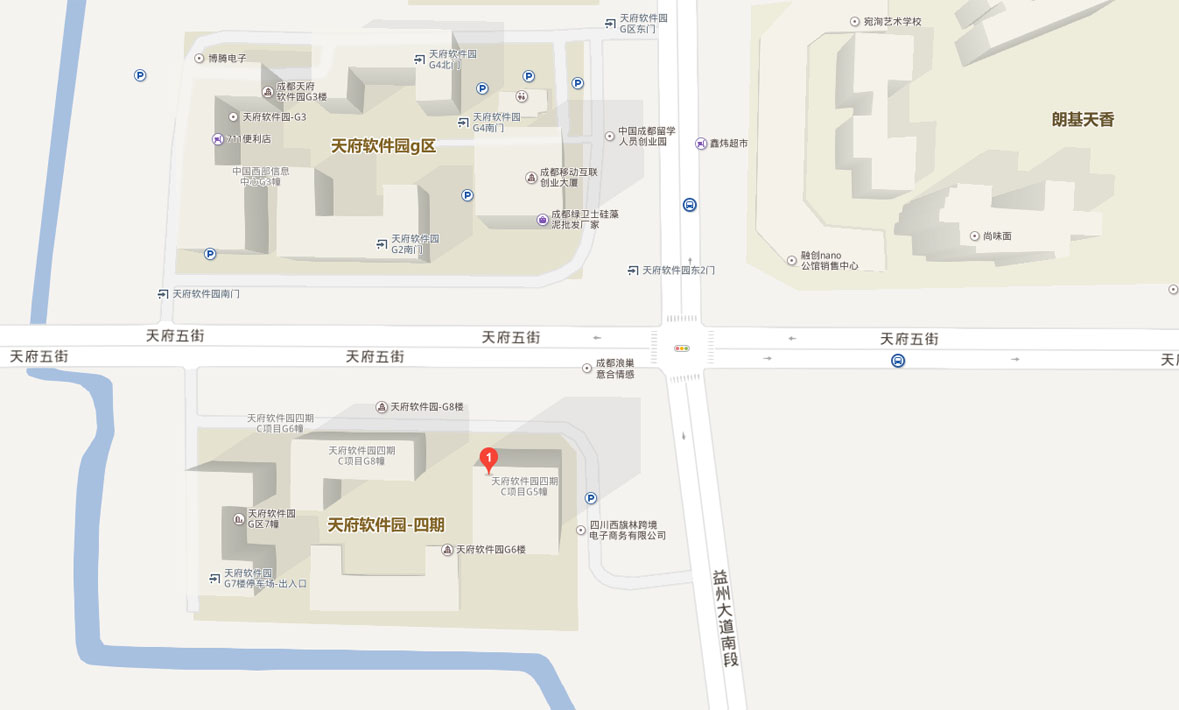 天府软件园
G区东门
宛洵艺术学校
博腾电子
天府软件园
G4北门
成都天府
软件园G3楼
天府软件园-G3
天府软件园
G4南门
朗基天香
711便利店
天府软件园g区
中国成都留学
人员创业园
鑫炜超市
中国西部信息
中心G3幢
成都移动互联
创业大厦
成都绿卫士硅藻
泥批发厂家
天府软件园
G2南门
尚味面
融创nano
公馆销售中心
天府软件园东2门
天府软件园南门
天府五街
天府五街
天府五街
天府五街
天府五街
天
成都浪巢
意合情感
天府软件园-G8楼
天府软件园四期
C项目G6幢
天府软件园四期
C项目G8幢
1
天府软件园四期
C项目G5幢
天府软件园
G区7幢
天府软件园-四期
四川西旗林跨境
电子商务有限公司
天府软件园G6楼
天府软件园
G7楼停车场-出入口
益州大道南段
P
P
P
P
P
P
P